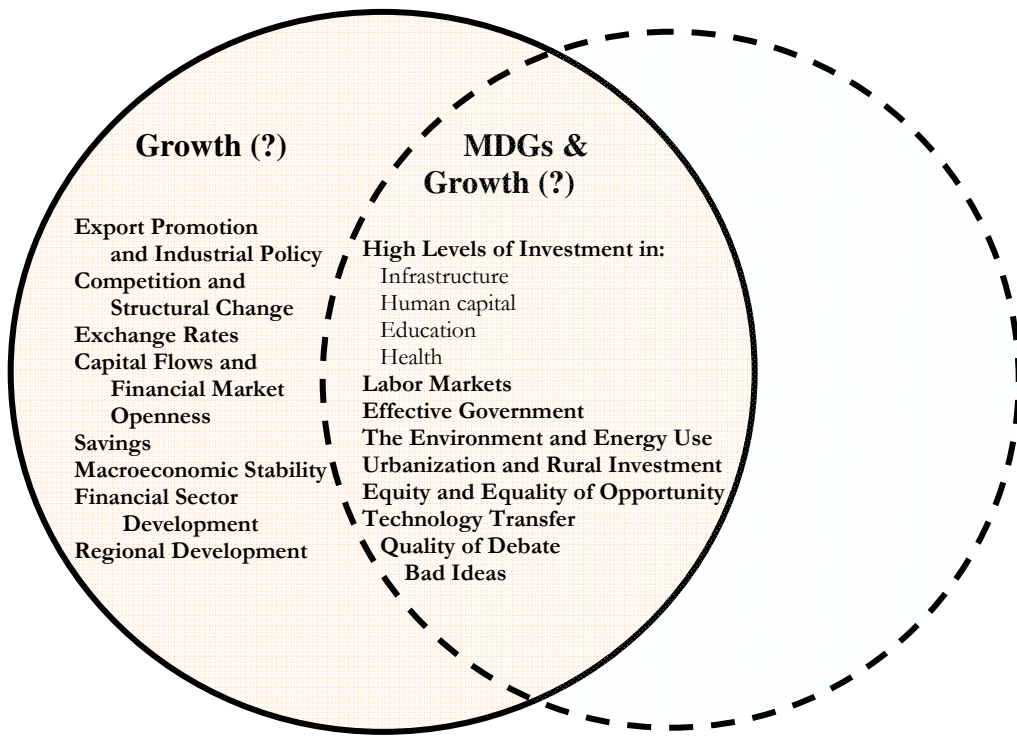 Growth (?)
Export Promotion
and Industrial Policy
Competition and
Structural Change
Exchange Rates
Capital Flows and
Financial Market
Openness
Savings
Macroeconomic Stability
Financial Sector
Development
Regional Development
MDGs &
Growth (?)
High Levels of Investment in:
Infrastructure
Human capital
Education
Health
Labor Markets
Effective Government
The Environment and Energy Use
Urbanization and Rural Investment
Equity and Equality of Opportunity
Technology Transfer
Quality of Debate
Bad Ideas